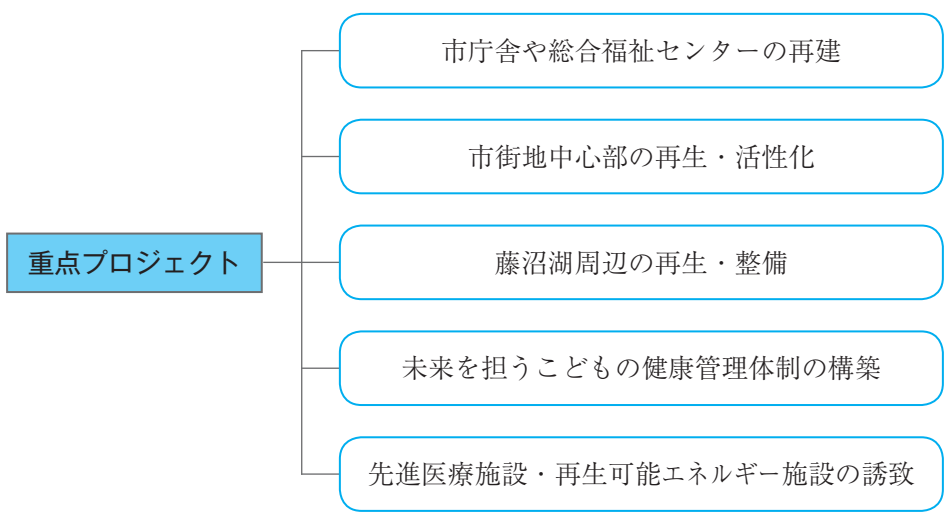 重点プロジェクト
市庁舎や総合福祉センターの再建
市街地中心部の再生・活性化
藤沼湖周辺の再生・整備
未来を担うこどもの健康管理体制の構築
先進医療施設・再生可能エネルギー施設の誘致